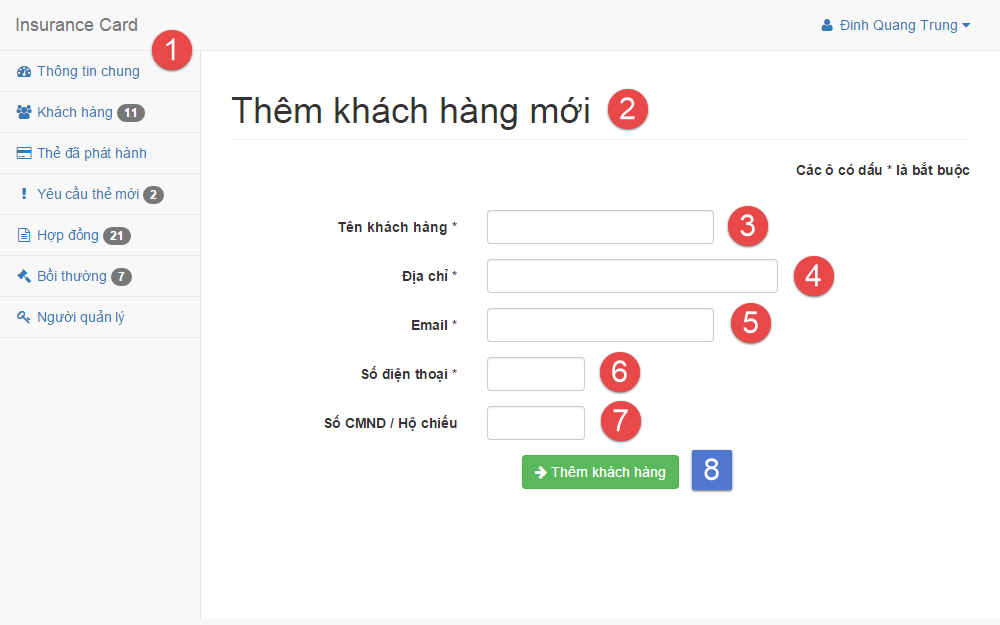 Insurance Card
Đinh Quang Trung
1
Thông tin chung
Khách hàng 11
Thẻ đã phát hành
Yêu cầu thẻ mới 2
Hợp đồng 21
Bồi thường 7
Người quản lý
Thêm khách hàng mới 2
Các ô có dấu * là bắt buộc
Tên khách hàng * 3
Địa chỉ * 4
Email * 5
Số điện thoại * 6
Số CMND / Hộ chiếu 7
Thêm khách hàng 8